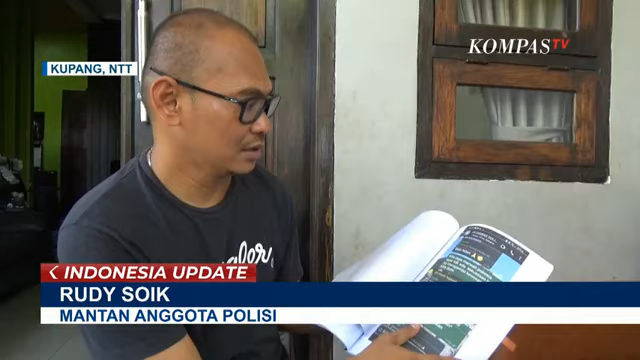 KOMPASTV
KUPANG, NTT
INDONESIA UPDATE
RUDY SOIK
MANTAN ANGGOTA POLISI